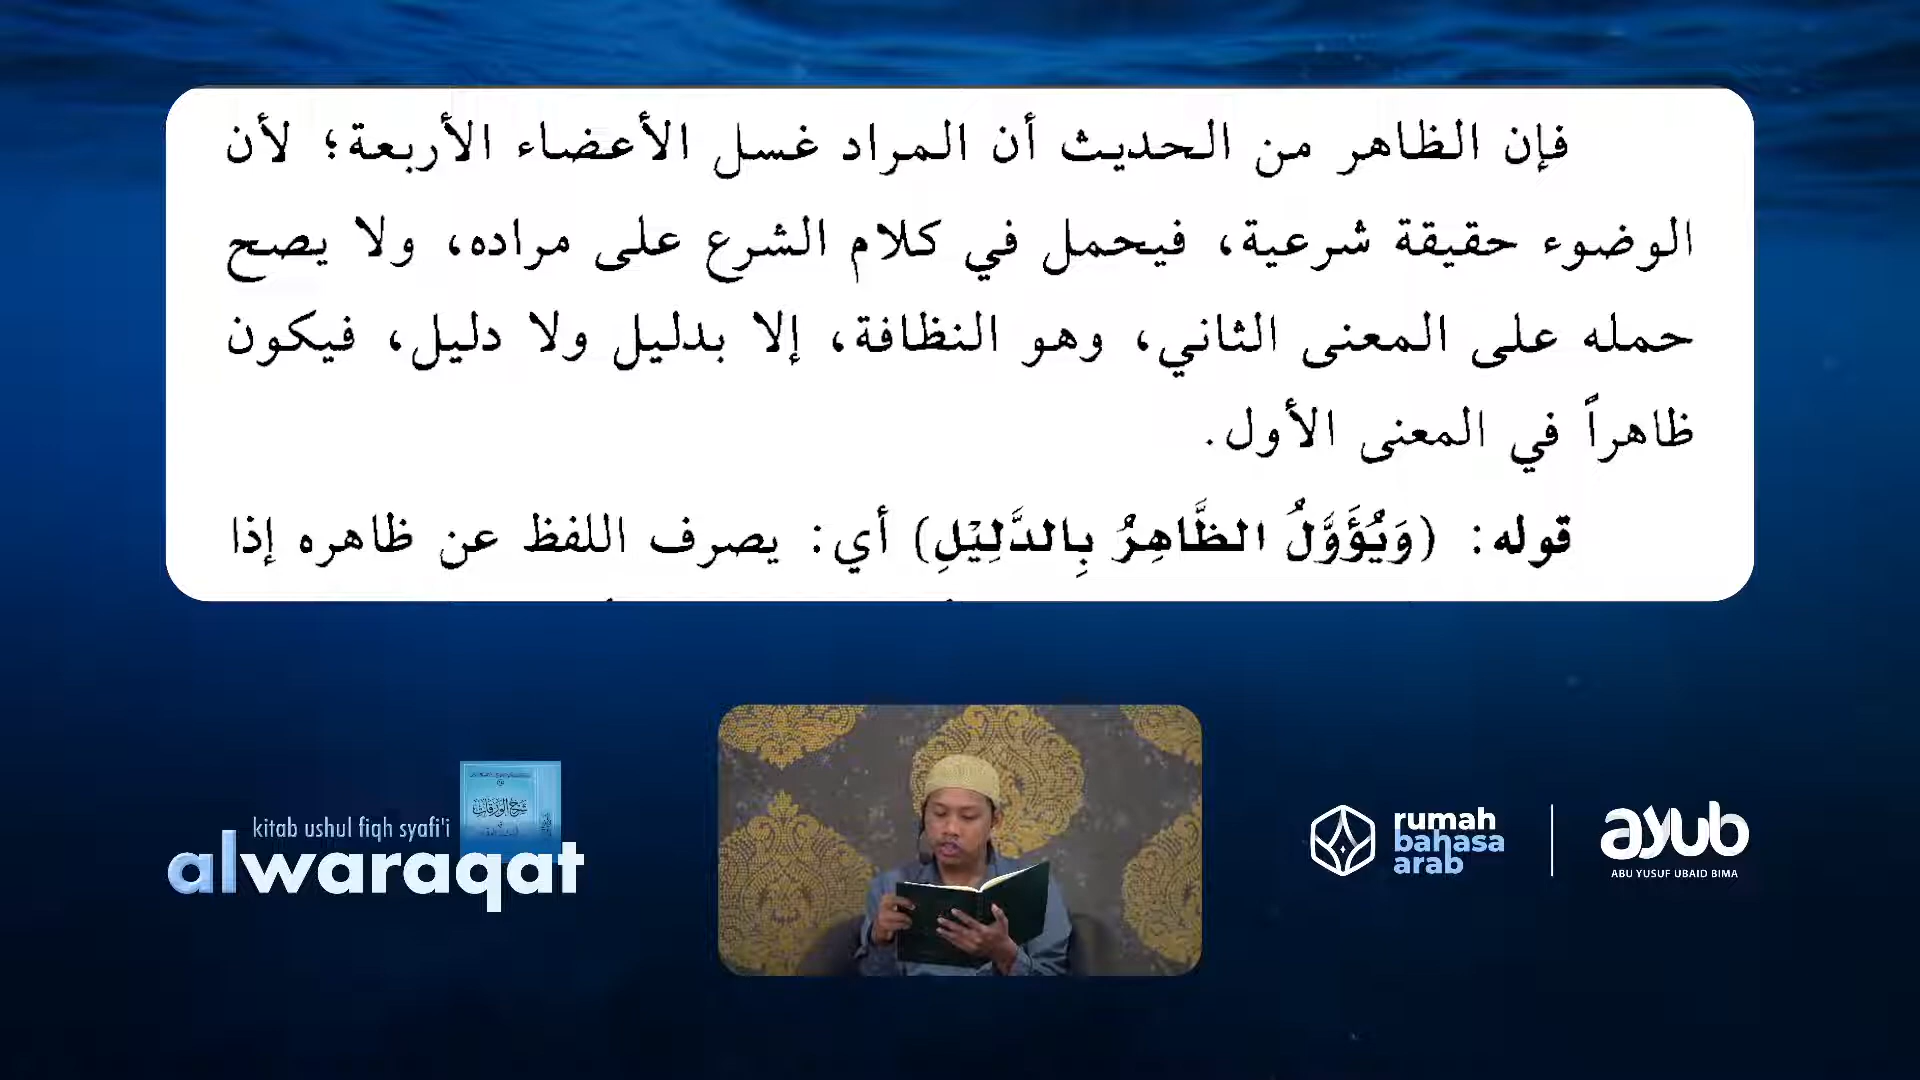 فإن الظاهر من الحديث أن المراد غسل الأعضاء الأربعة؛ لأن
الوضوء حقيقة شرعية، فيحمل في كلام الشرع على مراده، ولا يصح
حمله على المعنى الثاني، وهو النظافة، إلا بدليل ولا دليل، فيكون
ظاهراً في المعنى الأول.
قوله: (وَيُؤَوَّلُ الظَّاهِرُ بِالدَّلِيْلِ) أي: يصرف اللفظ عن ظاهره إذا
شرح الورقات
kitab ushul fiqh syafi'i
alwaraqat
rumah
bahasa
arab
ayub
ABU YUSUF UBAID BIMA